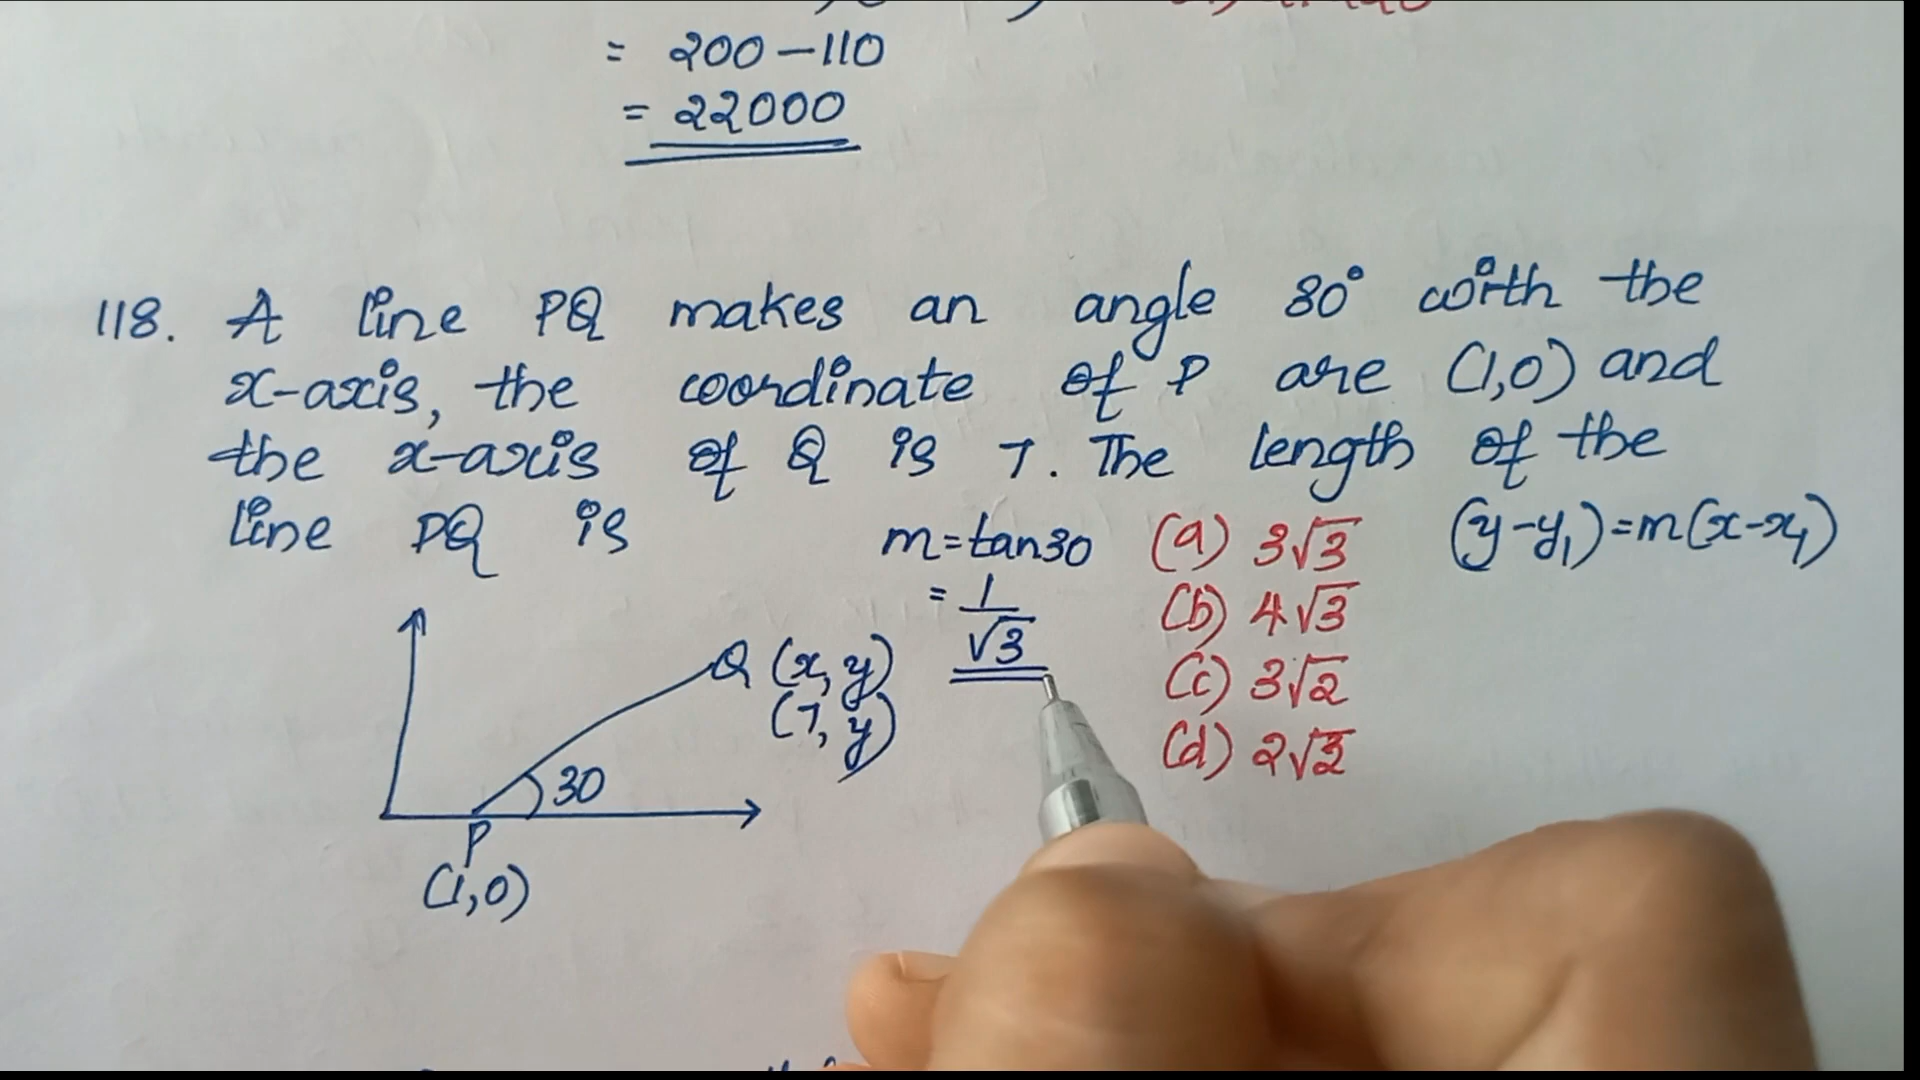 = 200-110
= 22000
118. A line PQ makes an angle 30° with the
x-axis, the coordinate of P are (1,0) and
the x-axis of Q is 7. The length of the
line PQ is
m=tan30
= 1/√3
(a) 3√3
(b) 4√3
(c) 3√2
(d) 2√3
(y-y₁)=m(x-x₁)
Q (x, y)
(7, y)
30
P
(1,0)